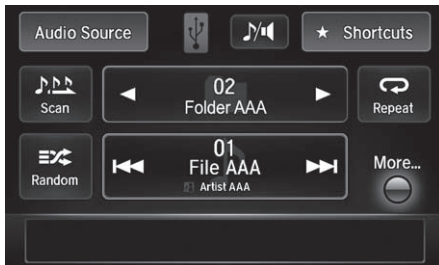 Audio Source
★ Shortcuts
Scan
02
Folder AAA
Repeat
Random
01
File AAA
Artist AAA
More...